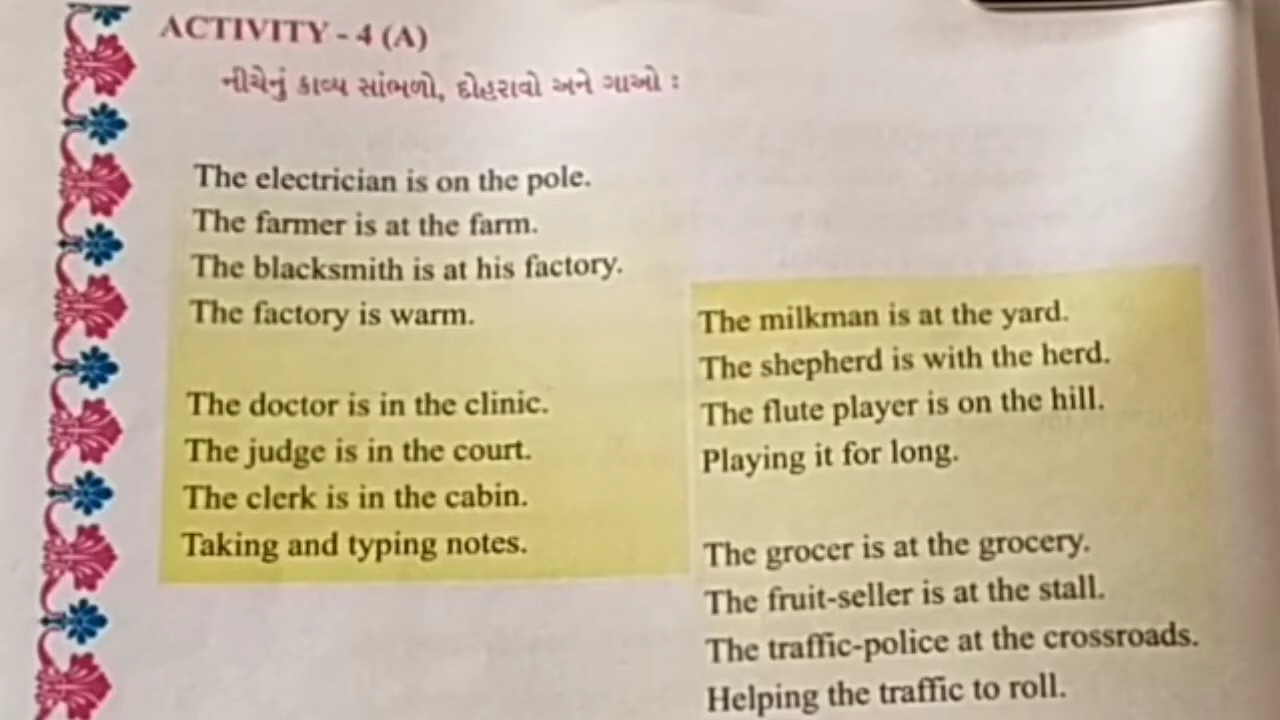 ACTIVITY - 4 (A)
નીચેનું કાવ્ય સાંભળો, દોહરાવો અને ગાઓ :
The electrician is on the pole.
The farmer is at the farm.
The blacksmith is at his factory.
The factory is warm.
The doctor is in the clinic.
The judge is in the court.
The clerk is in the cabin.
Taking and typing notes.
The milkman is at the yard.
The shepherd is with the herd.
The flute player is on the hill.
Playing it for long.
The grocer is at the grocery.
The fruit-seller is at the stall.
The traffic-police at the crossroads.
Helping the traffic to roll.